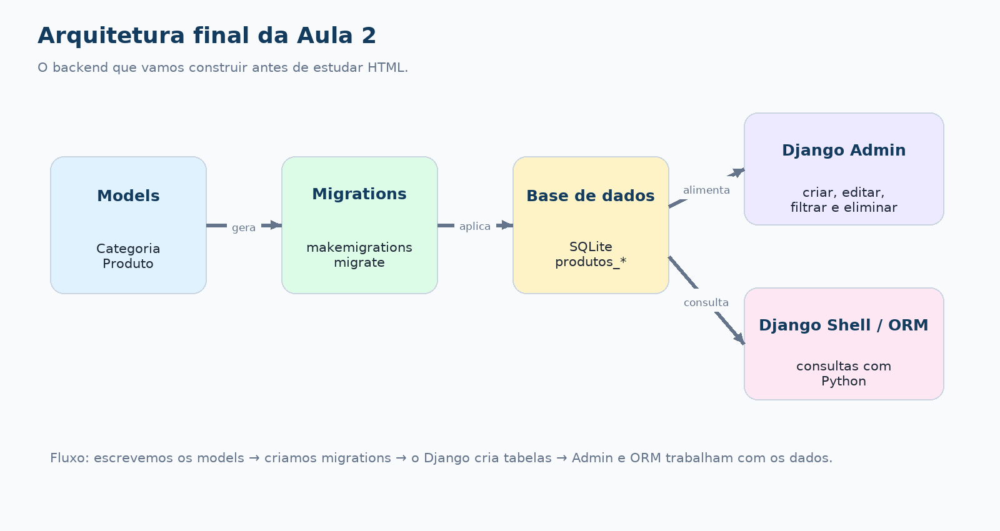 Arquitetura final da Aula 2
O backend que vamos construir antes de estudar HTML.
Models
Categoria
Produto
gera
Migrations
makemigrations
migrate
aplica
Base de dados
SQLite
produtos_*
alimenta
Django Admin
criar, editar,
filtrar e eliminar
consulta
Django Shell / ORM
consultas com
Python
Fluxo: escrevemos os models → criamos migrations → o Django cria tabelas → Admin e ORM trabalham com os dados.